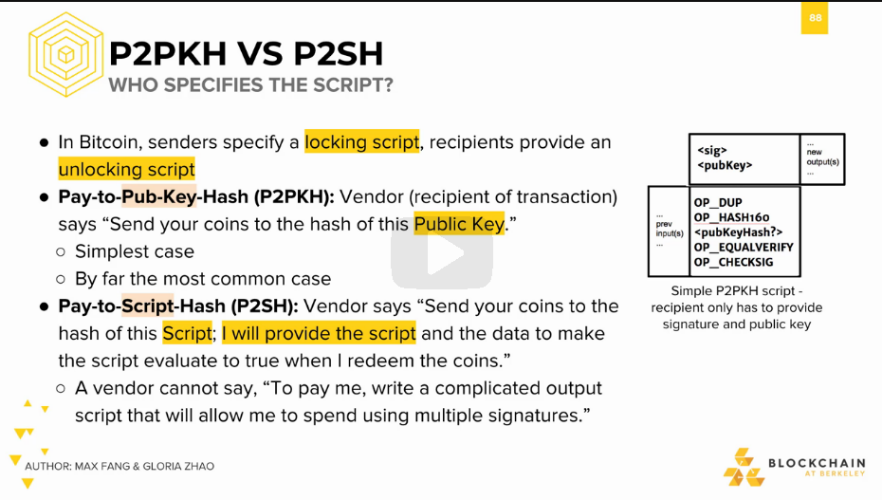 88
P2PKH VS P2SH
WHO SPECIFIES THE SCRIPT?
● In Bitcoin, senders specify a locking script, recipients provide an
unlocking script
● Pay-to-Pub-Key-Hash (P2PKH): Vendor (recipient of transaction)
says “Send your coins to the hash of this Public Key.”
○ Simplest case
○ By far the most common case
● Pay-to-Script-Hash (P2SH): Vendor says “Send your coins to the
hash of this Script; I will provide the script and the data to make
the script evaluate to true when I redeem the coins.”
○ A vendor cannot say, “To pay me, write a complicated output
script that will allow me to spend using multiple signatures.”
<sig>
<pubKey>
...
new
output(s)
...
...
prev
input(s)
...
OP_DUP
OP_HASH160
<pubKeyHash?>
OP_EQUALVERIFY
OP_CHECKSIG
Simple P2PKH script -
recipient only has to provide
signature and public key
AUTHOR: MAX FANG & GLORIA ZHAO
BLOCKCHAIN
AT BERKELEY